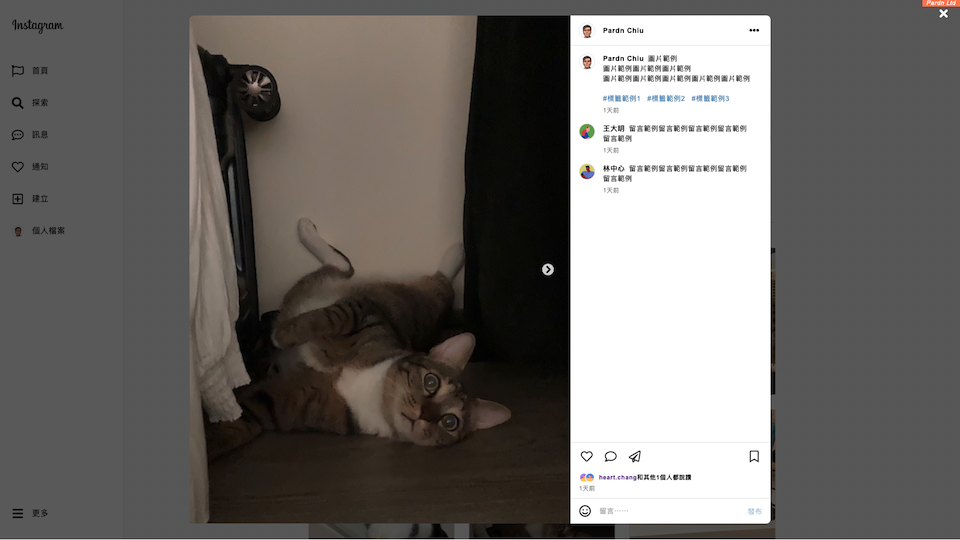 Pardn Ltd
Instagram
首頁
探索
訊息
通知
建立
個人檔案
更多
Pardn Chiu
Pardn Chiu 圖片範例
圖片範例圖片範例圖片範例
圖片範例圖片範例圖片範例圖片範例圖片範例
#標籤範例1 #標籤範例2 #標籤範例3
1天前
王大明 留言範例留言範例留言範例留言範例
留言範例
1天前
林中心 留言範例留言範例留言範例留言範例
留言範例
1天前
heart.chang和其他1個人都說讚
1天前
留言⋯⋯
發布